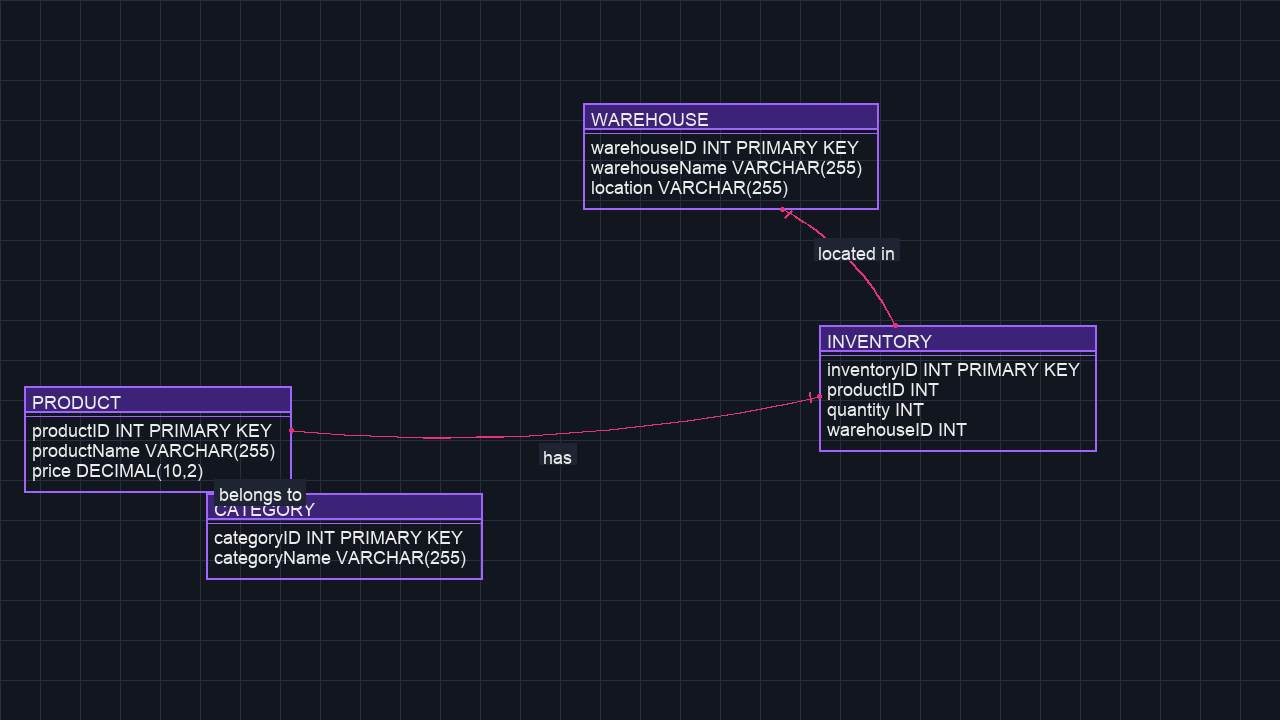 WAREHOUSE
warehouseID INT PRIMARY KEY
warehouseName VARCHAR(255)
location VARCHAR(255)
located in
INVENTORY
inventoryID INT PRIMARY KEY
productID INT
quantity INT
warehouseID INT
PRODUCT
productID INT PRIMARY KEY
productName VARCHAR(255)
price DECIMAL(10,2)
has
belongs to
CATEGORY
categoryID INT PRIMARY KEY
categoryName VARCHAR(255)